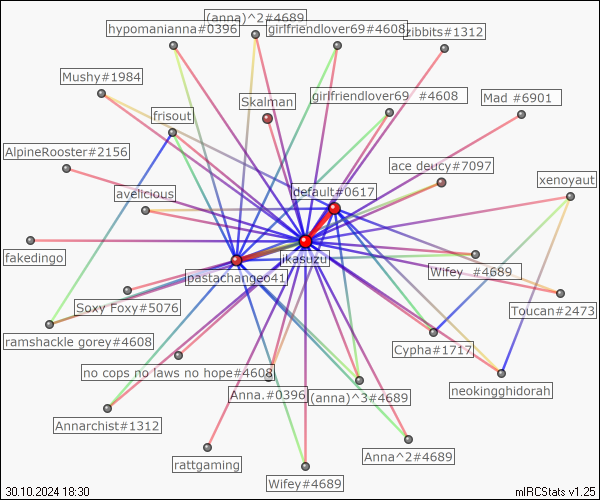 (anna)^2#4689
hypomanianna#0396
girlfriendlover69#4608
zibbits#1312
Mushy#1984
Skalman
girlfriendlover69 #4608
Mad #6901
frisout
AlpineRooster#2156
ace deucy#7097
xenoyaut
avelicious
default#0617
fakedingo
ikasuzu
Wifey #4689
pastachangeo41
Soxy Foxy#5076
Toucan#2473
ramshackle gorey#4608
Cypha#1717
no cops no laws no hope#4608
neokingghidorah
Anna.#0396
(anna)^3#4689
Annarchist#1312
rattgaming
Anna^2#4689
Wifey#4689
30.10.2024 18:30
mIRCStats v1.25